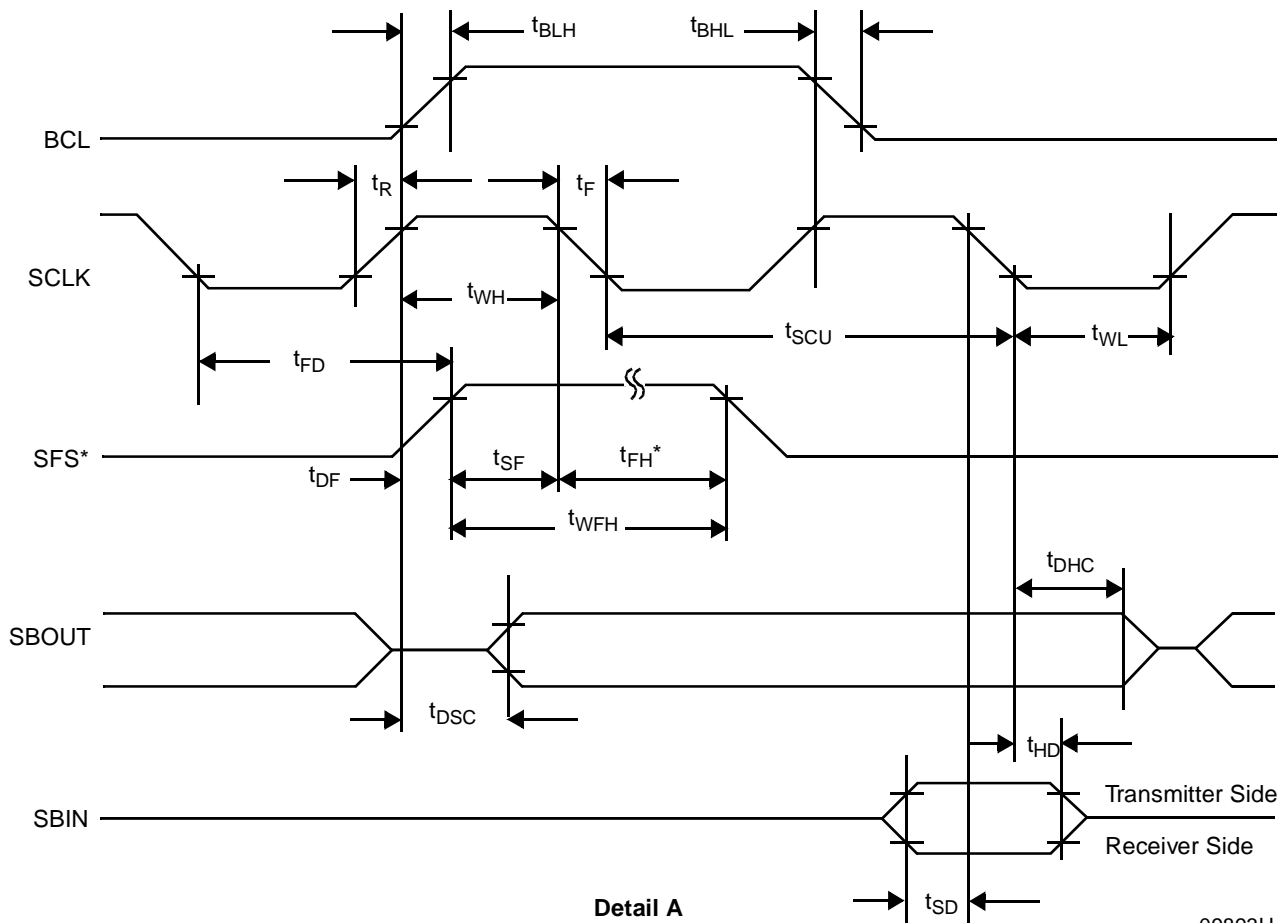 tBLH
tBHL
BCL
tR
tF
SCLK
tWH
tSCU
tWL
tFD
SFS*
tDF
tSF
tFH*
tWFH
tDHC
SBOUT
tDSC
tHD
Transmitter Side
SBIN
Receiver Side
Detail A
tSD